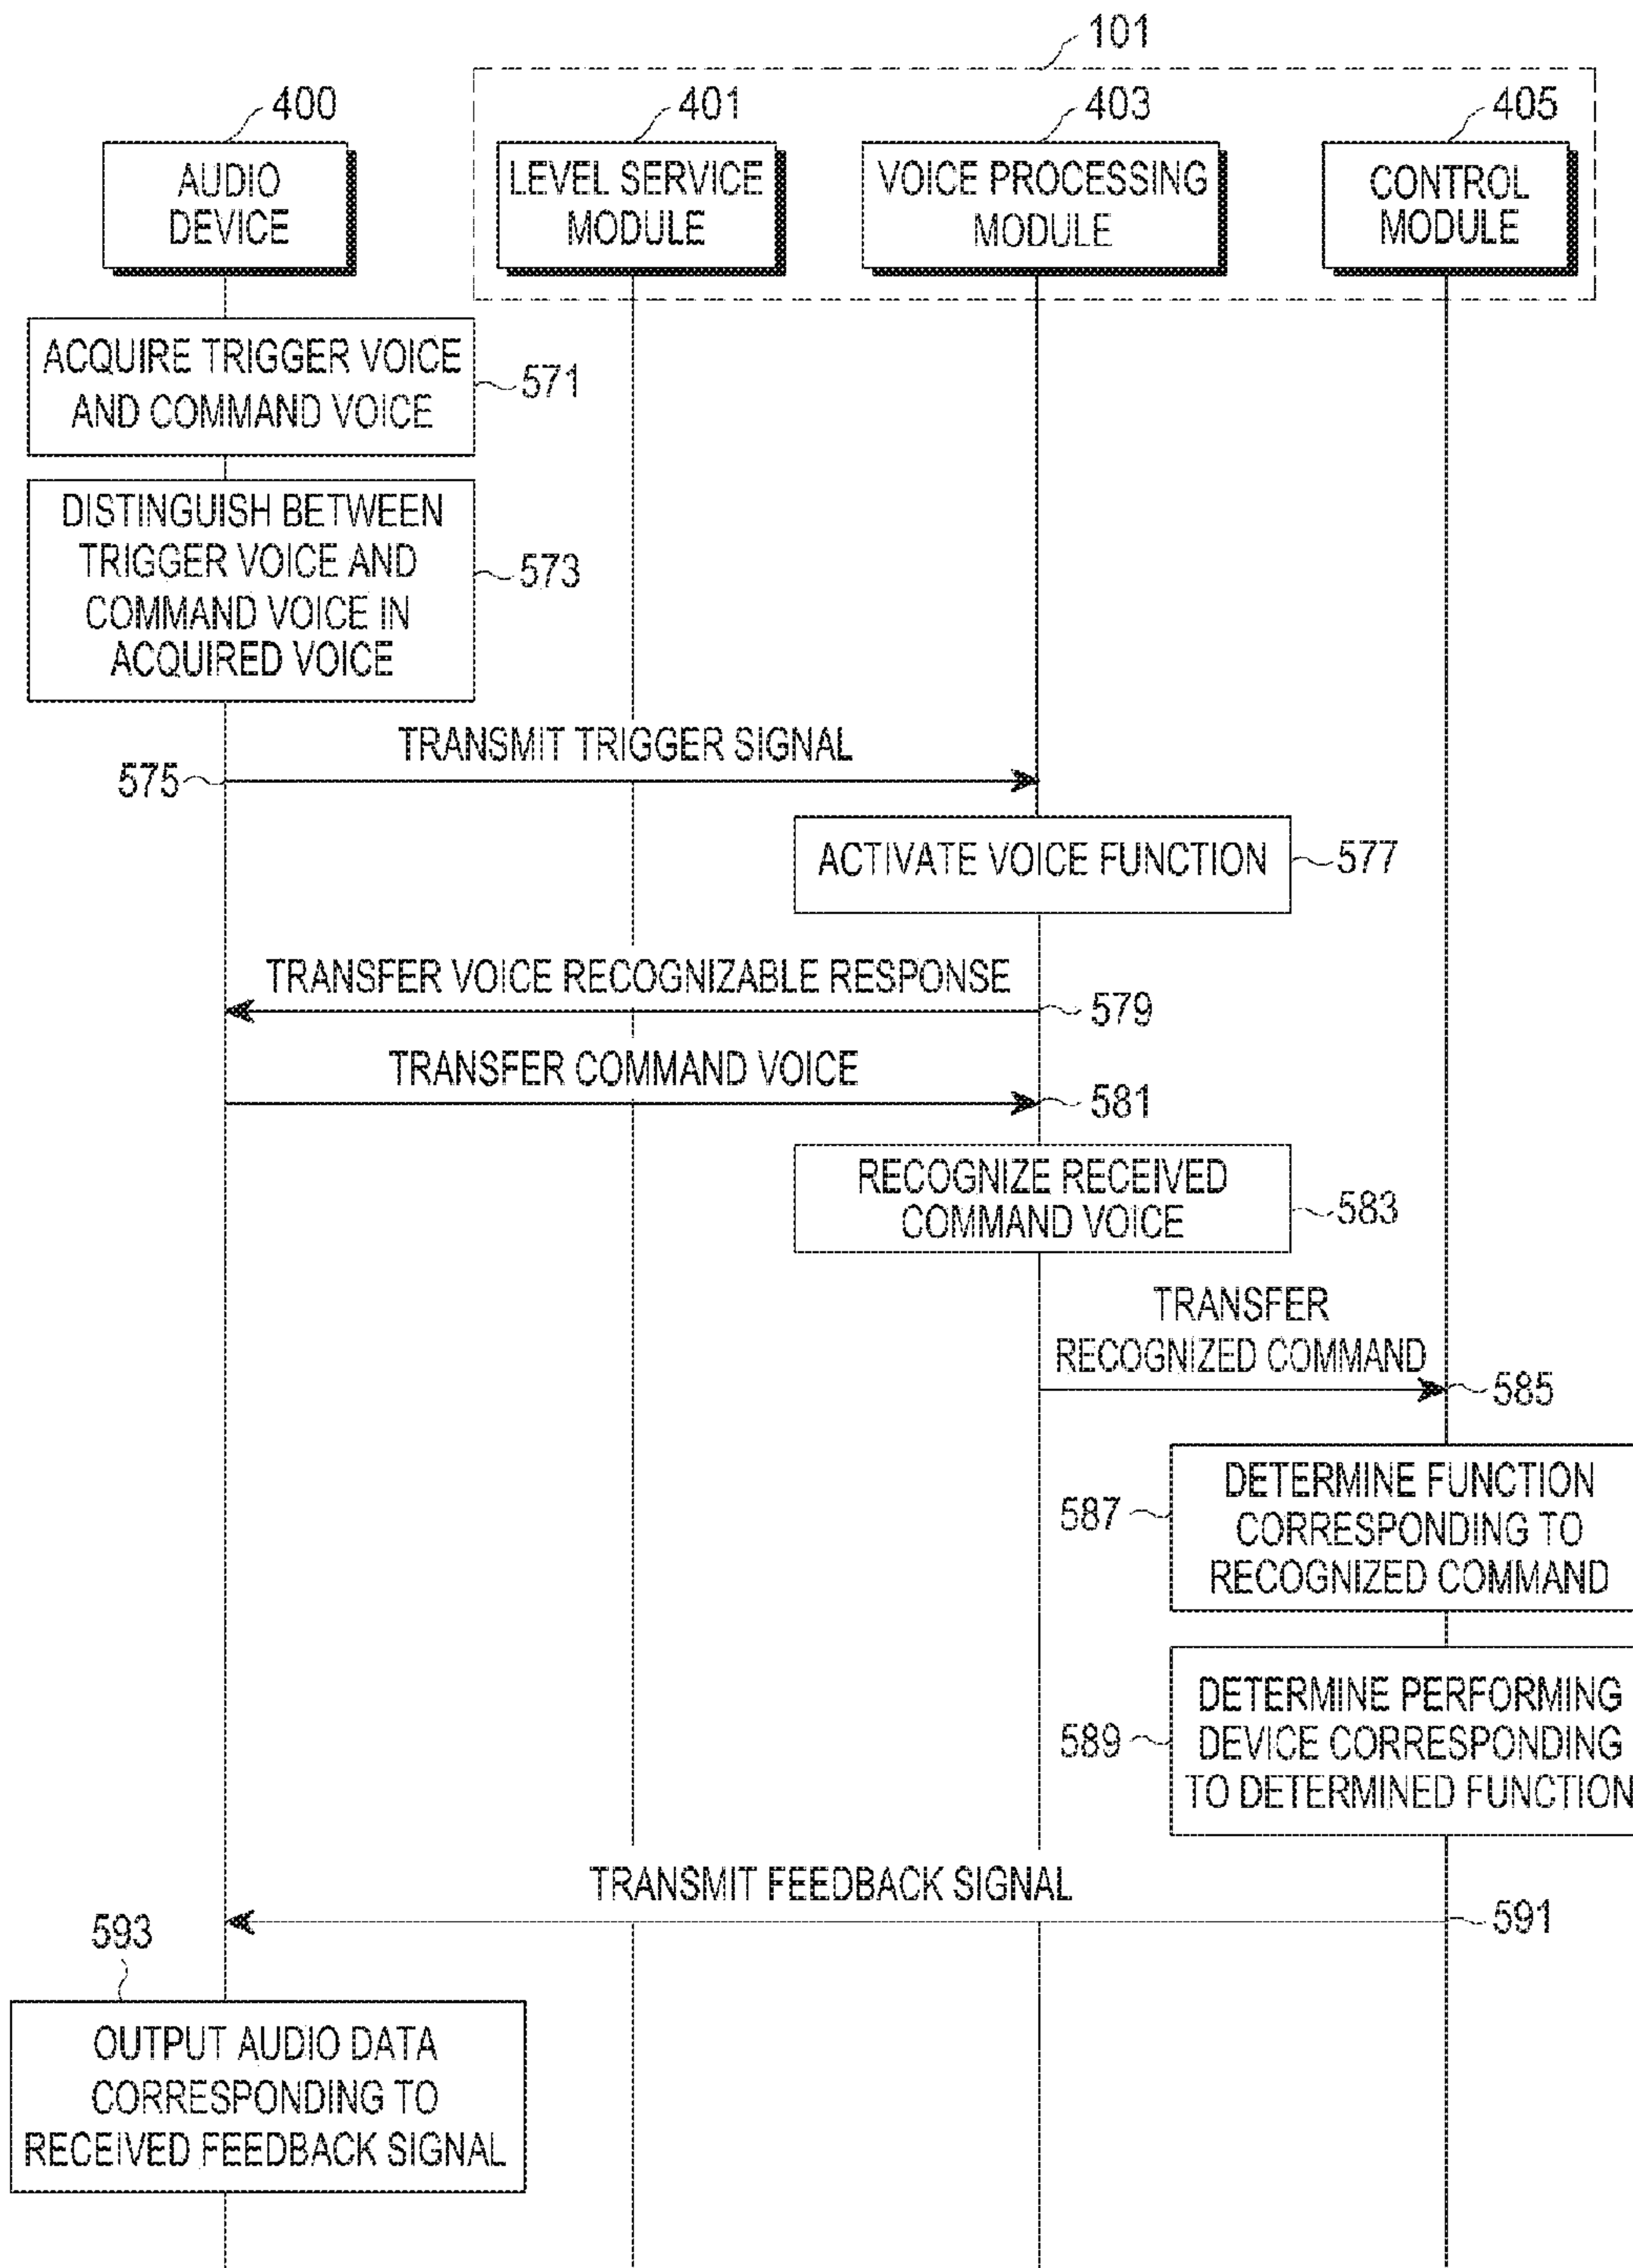 101
400
401
403
405
AUDIO
DEVICE
LEVEL SERVICE
MODULE
VOICE PROCESSING
MODULE
CONTROL
MODULE
ACQUIRE TRIGGER VOICE
AND COMMAND VOICE
571
DISTINGUISH BETWEEN
TRIGGER VOICE AND
COMMAND VOICE IN
ACQUIRED VOICE
573
TRANSMIT TRIGGER SIGNAL
575
ACTIVATE VOICE FUNCTION
577
TRANSFER VOICE RECOGNIZABLE RESPONSE
579
TRANSFER COMMAND VOICE
581
RECOGNIZE RECEIVED
COMMAND VOICE
583
TRANSFER
RECOGNIZED COMMAND
585
587
DETERMINE FUNCTION
CORRESPONDING TO
RECOGNIZED COMMAND
589
DETERMINE PERFORMING
DEVICE CORRESPONDING
TO DETERMINED FUNCTION
TRANSMIT FEEDBACK SIGNAL
591
593
OUTPUT AUDIO DATA
CORRESPONDING TO
RECEIVED FEEDBACK SIGNAL